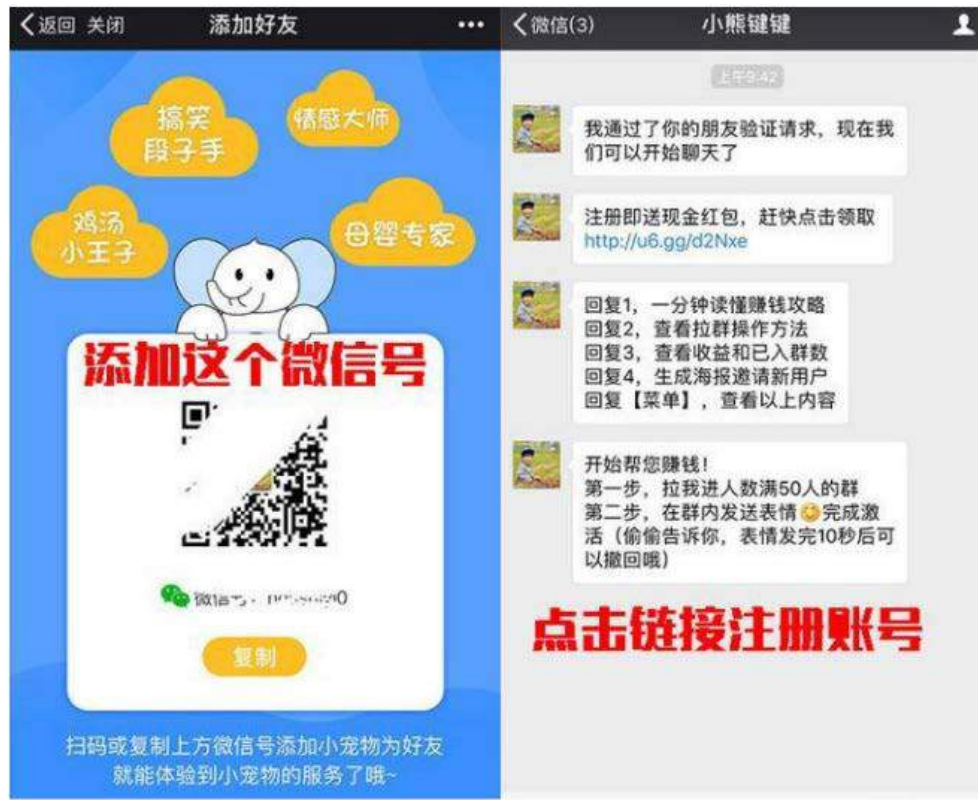 返回 关闭
添加好友
搞笑
段子手
情感大师
鸡汤
小王子
母婴专家
添加这个微信号
复制
扫码或复制上方微信号添加小宠物为好友
就能体验到小宠物的服务了哦~
微信(3)
小熊键键
上午9:42
我通过了你的朋友验证请求，现在我
们可以开始聊天了
注册即送现金红包，赶快点击领取
http://u6.gg/d2Nxe
回复1，一分钟读懂赚钱攻略
回复2，查看拉群操作方法
回复3，查看收益和已入群数
回复4，生成海报邀请新用户
回复【菜单】，查看以上内容
开始帮您赚钱！
第一步，拉我进人数满50人的群
第二步，在群内发送表情😊完成激
活（偷偷告诉你，表情发完10秒后可
以撤回哦）
点击链接注册账号